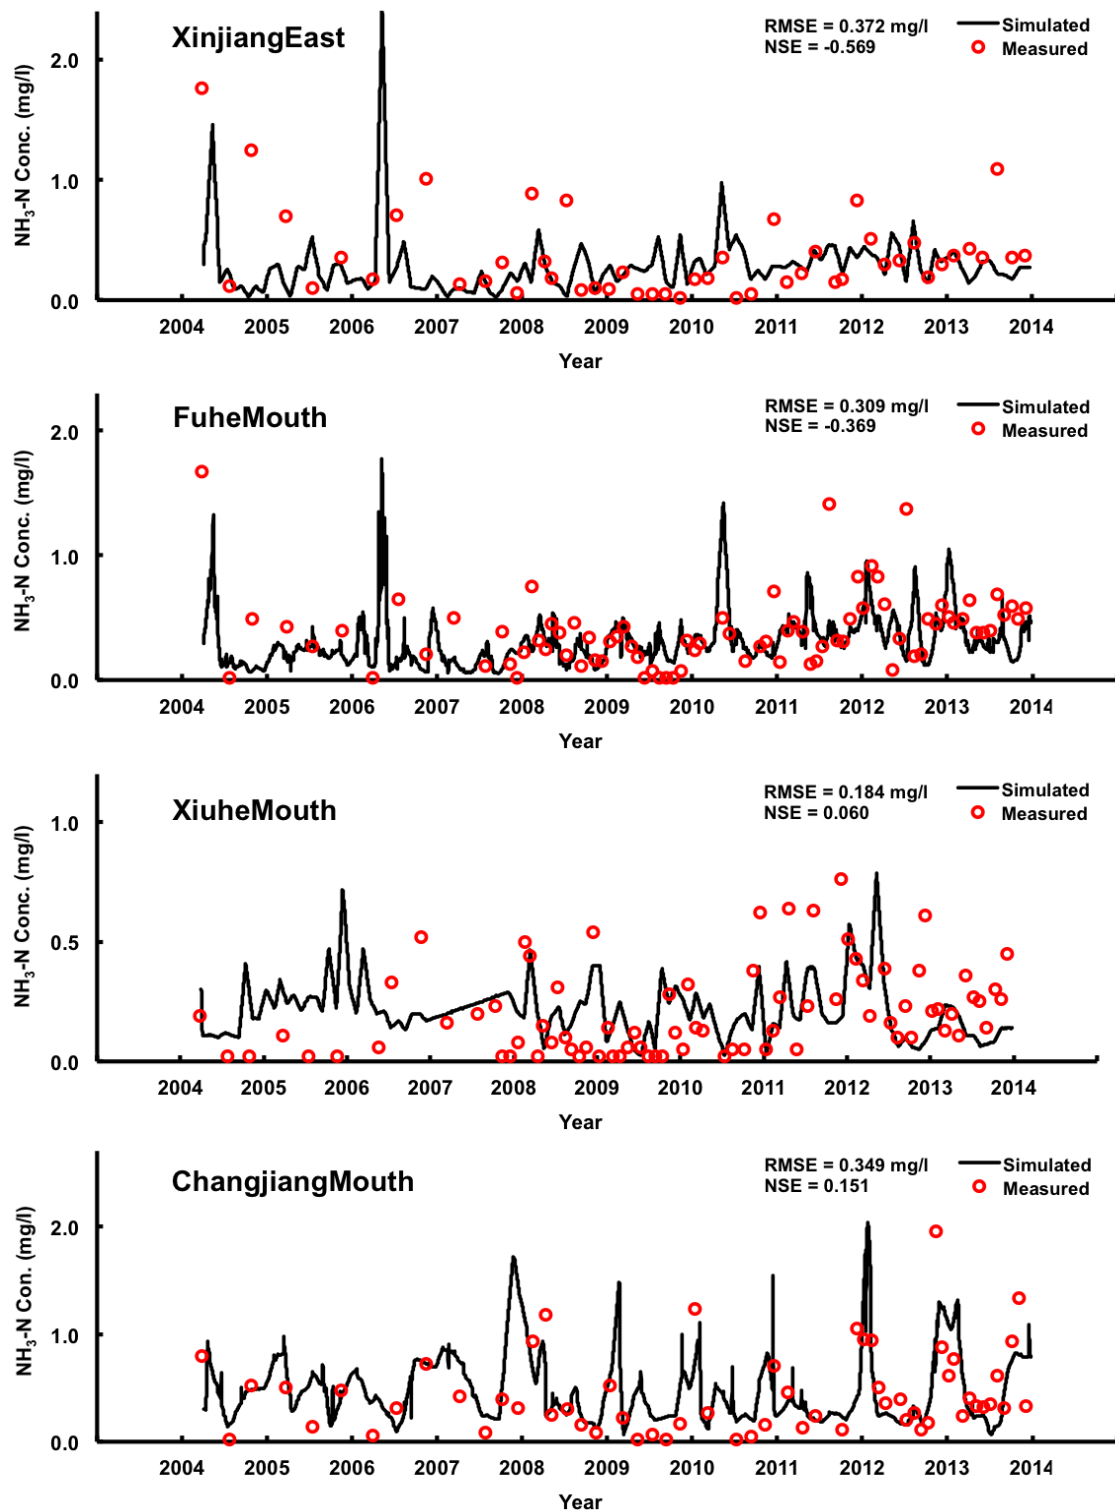 XinjiangEast
RMSE = 0.372 mg/l
NSE = -0.569
Simulated
Measured
NH3-N Conc. (mg/l)
2.0
1.0
0.0
2004 2005 2006 2007 2008 2009 2010 2011 2012 2013 2014
Year
FuheMouth
RMSE = 0.309 mg/l
NSE = -0.369
Simulated
Measured
NH3-N Conc. (mg/l)
2.0
1.0
0.0
2004 2005 2006 2007 2008 2009 2010 2011 2012 2013 2014
Year
XiuheMouth
RMSE = 0.184 mg/l
NSE = 0.060
Simulated
Measured
NH3-N Conc. (mg/l)
1.0
0.5
0.0
2004 2005 2006 2007 2008 2009 2010 2011 2012 2013 2014
Year
ChangjiangMouth
RMSE = 0.349 mg/l
NSE = 0.151
Simulated
Measured
NH3-N Con. (mg/l)
2.0
1.0
0.0
2004 2005 2006 2007 2008 2009 2010 2011 2012 2013 2014
Year